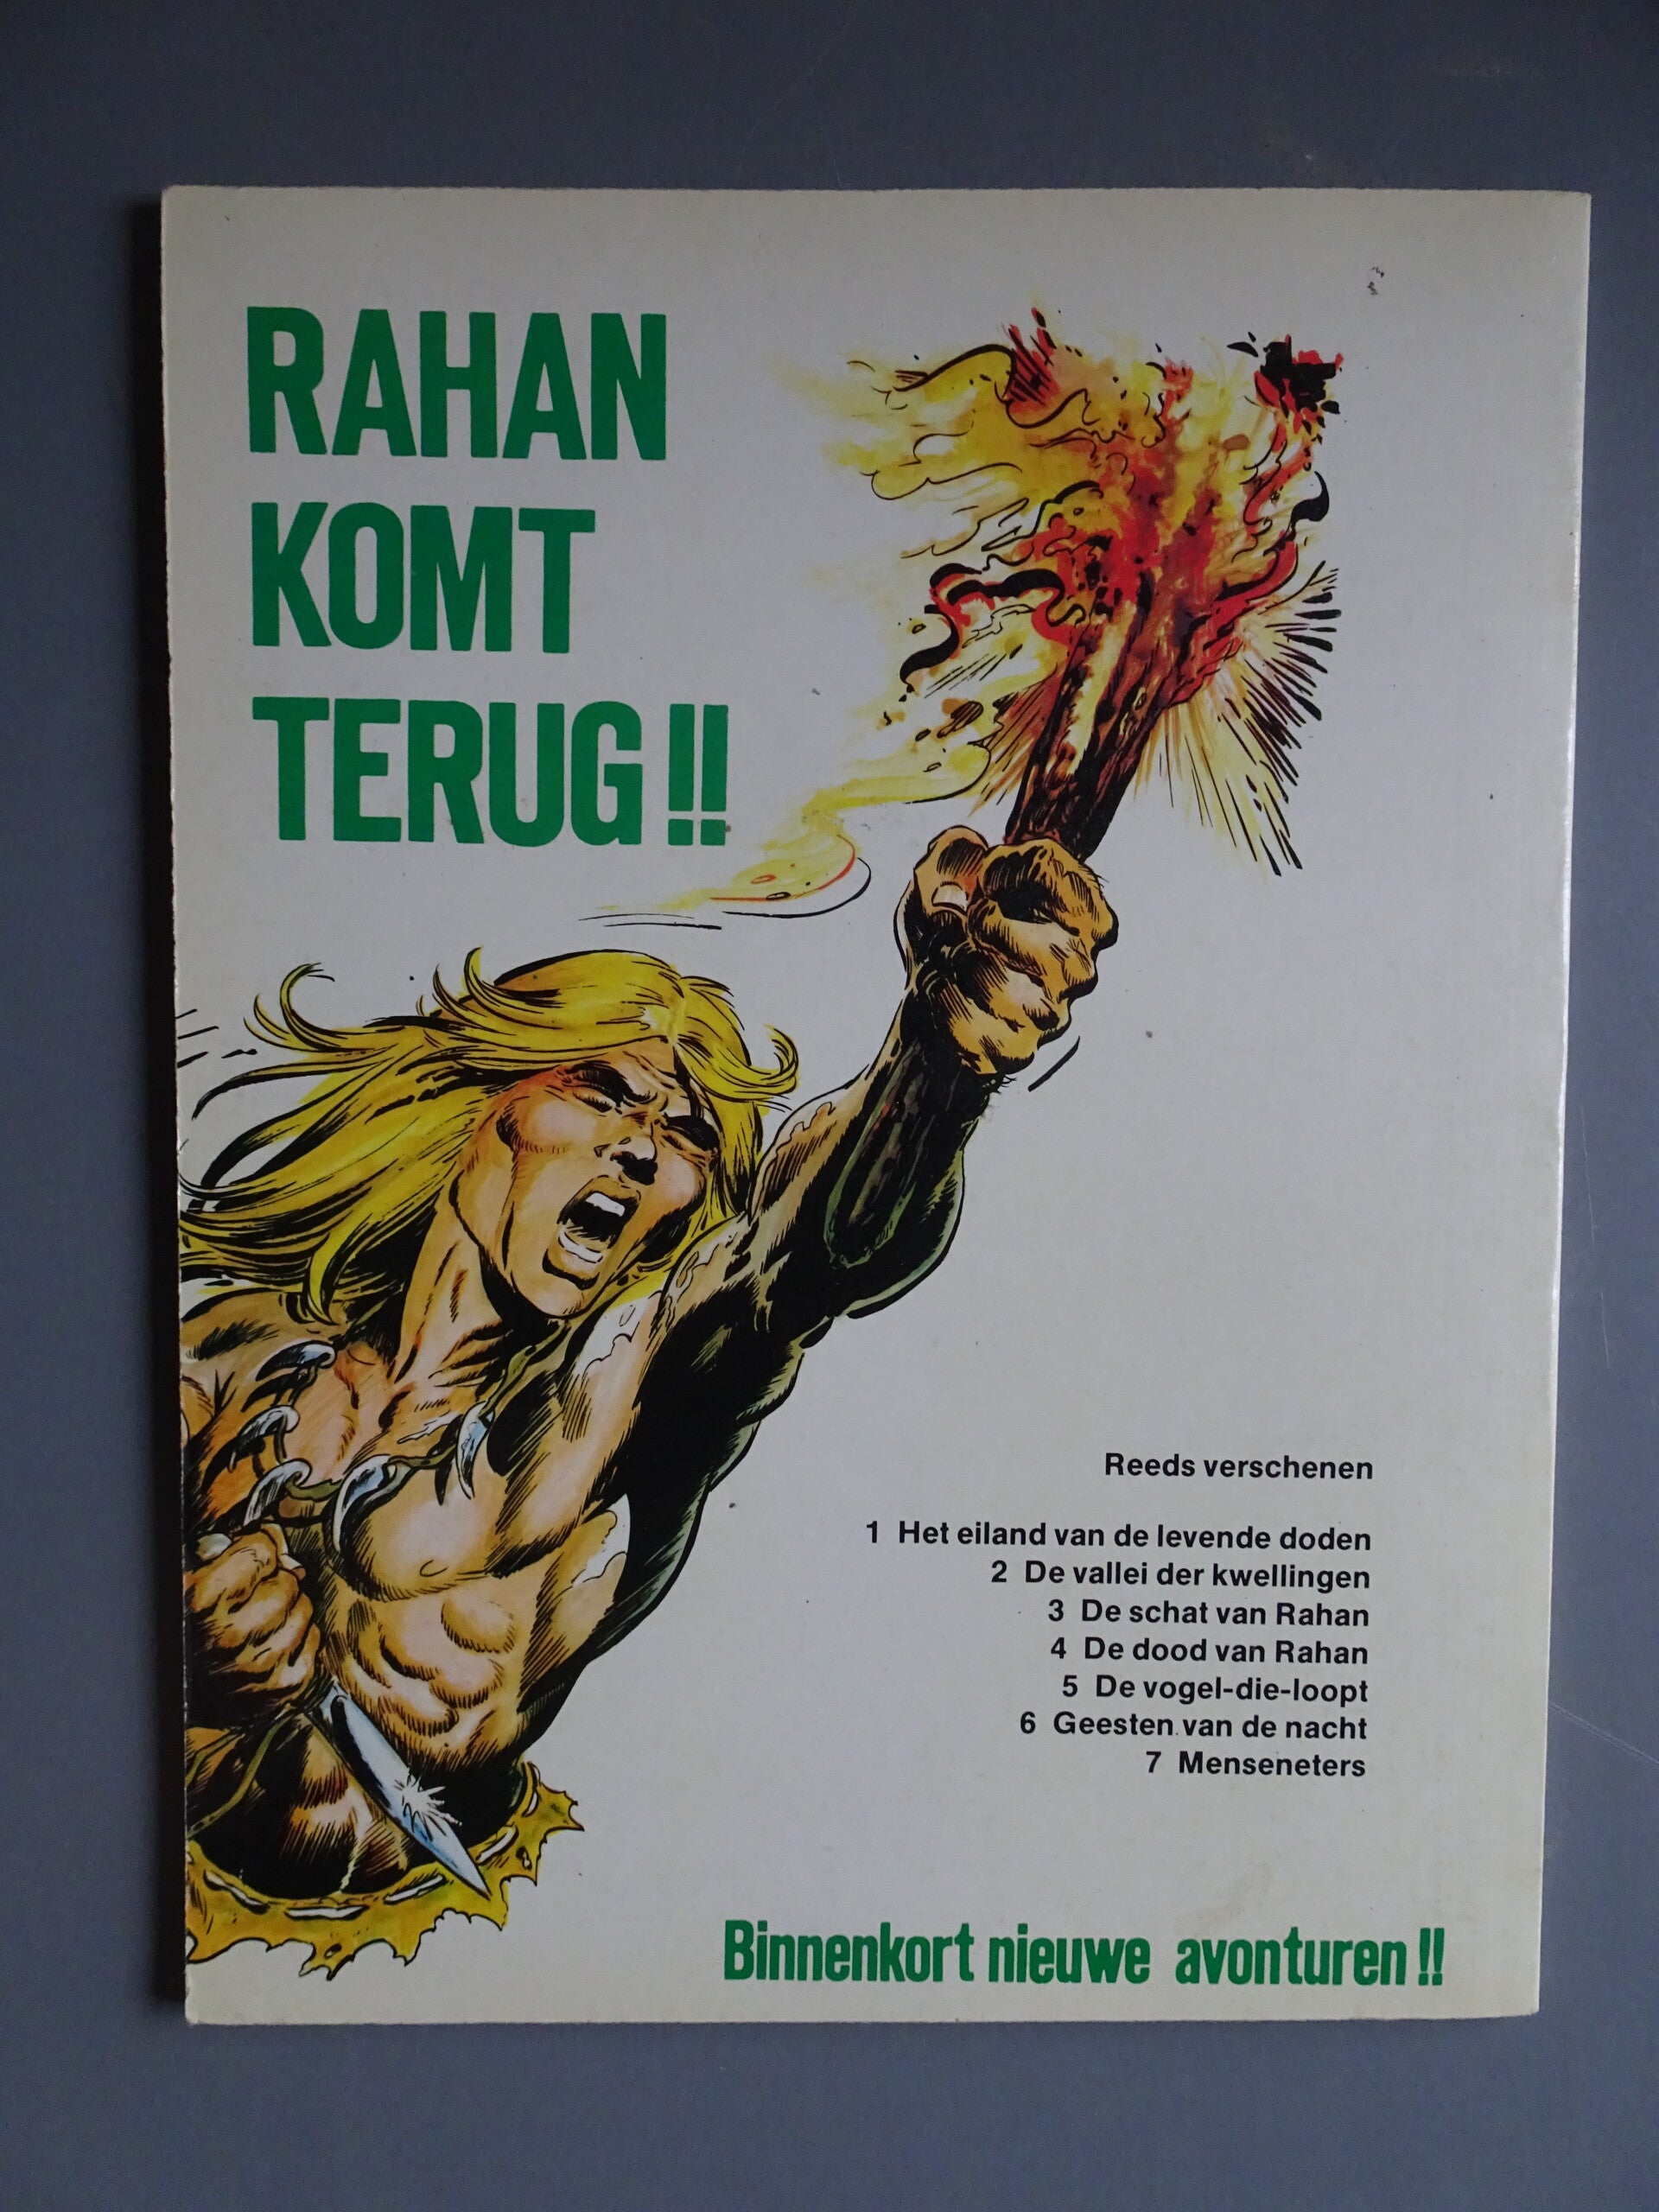 RAHAN
KOMT
TERUG!!
Reeds verschenen
1 Het eiland van de levende doden
2 De vallei der kwellingen
3 De schat van Rahan
4 De dood van Rahan
5 De vogel-die-loopt
6 Geesten van de nacht
7 Menseneters
Binnenkort nieuwe avonturen!!